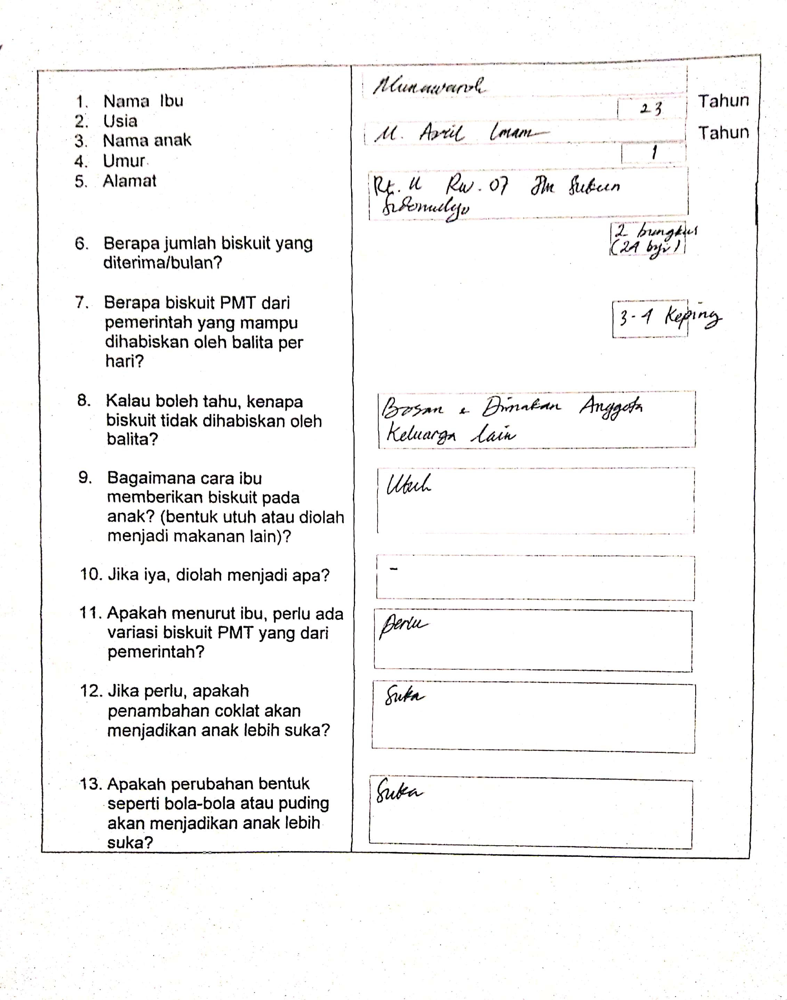 Munawaroh
1. Nama Ibu
Tahun
23
2. Usia
3. Nama anak
M. Imam
Tahun
4. Umur
1
5. Alamat
Rt. Rw. 07 Sukun
Sidomulyo
6. Berapa jumlah biskuit yang
diterima/bulan?
2 bungkus
(24 biji)
7. Berapa biskuit PMT dari
pemerintah yang mampu
dihabiskan oleh balita per
hari?
3-4 Keping
8. Kalau boleh tahu, kenapa
biskuit tidak dihabiskan oleh
balita?
Bosan & Dimakan Anggota
Keluarga lain
9. Bagaimana cara ibu
memberikan biskuit pada
anak? (bentuk utuh atau diolah
menjadi makanan lain)?
Utuh
10. Jika iya, diolah menjadi apa?
-
11. Apakah menurut ibu, perlu ada
variasi biskuit PMT yang dari
pemerintah?
perlu
12. Jika perlu, apakah
penambahan coklat akan
menjadikan anak lebih suka?
Suka
13. Apakah perubahan bentuk
seperti bola-bola atau puding
akan menjadikan anak lebih
suka?
Suka